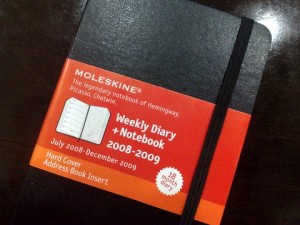 MOLESKINE®
The legendary notebook of Hemingway,
Picasso, Chatwin.
Weekly Diary
+Notebook
2008-2009
July 2008-December 2009
18
month
diary
Hard Cover
Address Book Insert